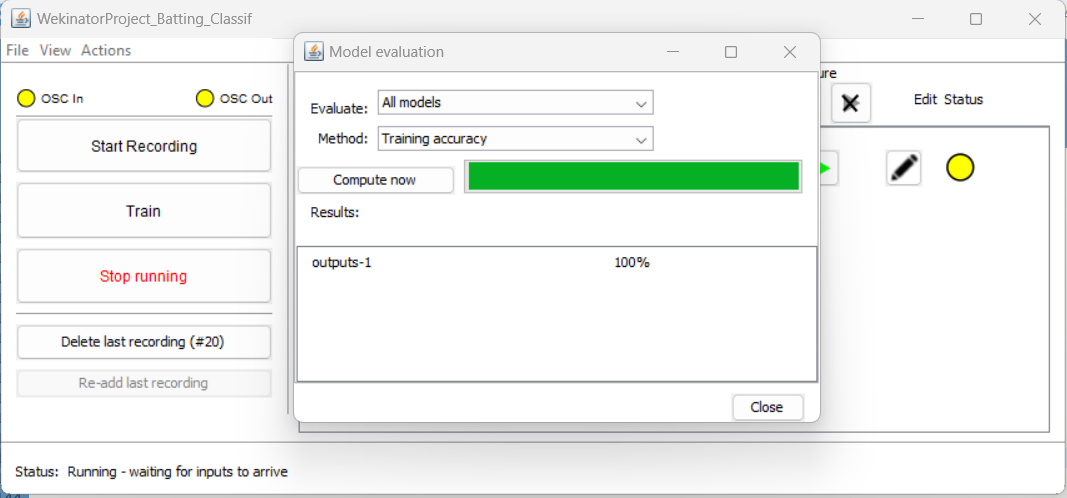 WekinatorProject_Batting_Classif
File View Actions
Model evaluation
OSC In
OSC Out
Start Recording
Train
Stop running
Delete last recording (#20)
Re-add last recording
Evaluate: All models
Method: Training accuracy
Compute now
Results:
outputs-1 100%
Close
Edit Status
Status: Running - waiting for inputs to arrive